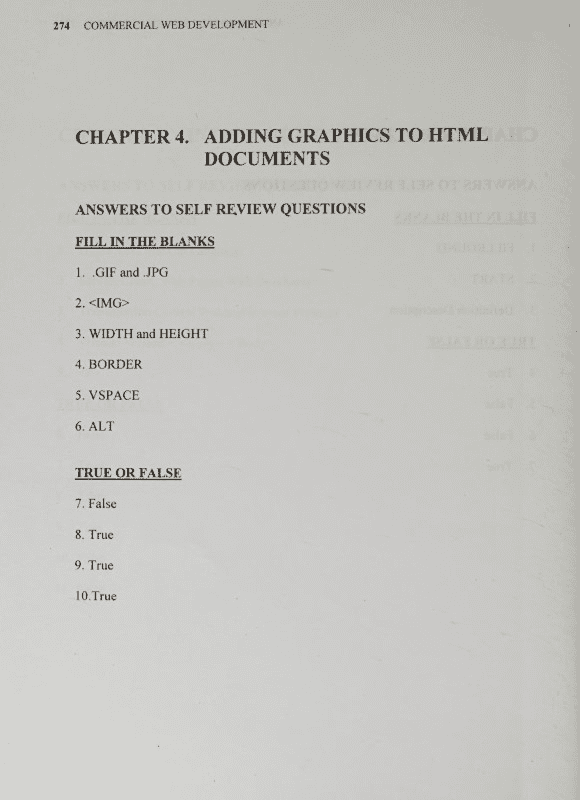 274 COMMERCIAL WEB DEVELOPMENT
CHAPTER 4. ADDING GRAPHICS TO HTML
DOCUMENTS
ANSWERS TO SELF REVIEW QUESTIONS
FILL IN THE BLANKS
1. .GIF and .JPG
2. <IMG>
3. WIDTH and HEIGHT
4. BORDER
5. VSPACE
6. ALT
TRUE OR FALSE
7. False
8. True
9. True
10.True